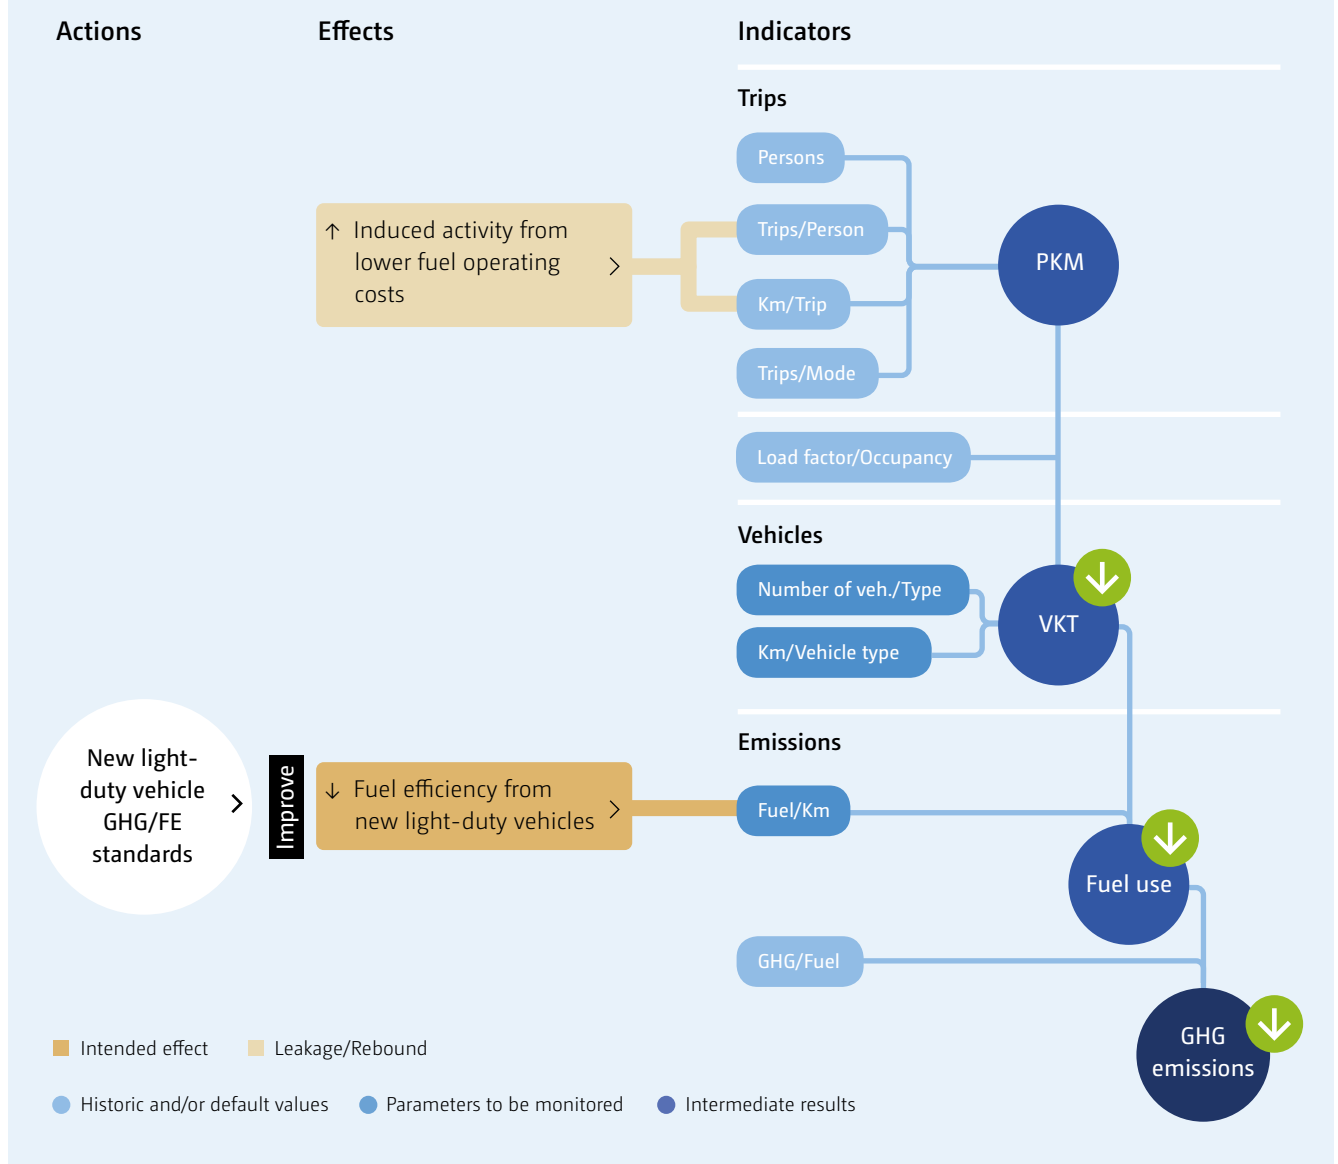 Actions
Effects
Indicators
Trips
Persons
↑ Induced activity from
lower fuel operating
costs
Trips/Person
Km/Trip
Trips/Mode
PKM
Load factor/Occupancy
Vehicles
Number of veh./Type
Km/Vehicle type
VKT
New light-
duty vehicle
GHG/FE
standards
Improve
↓ Fuel efficiency from
new light-duty vehicles
Emissions
Fuel/Km
Fuel use
GHG/Fuel
GHG
emissions
Intended effect
Leakage/Rebound
Historic and/or default values
Parameters to be monitored
Intermediate results